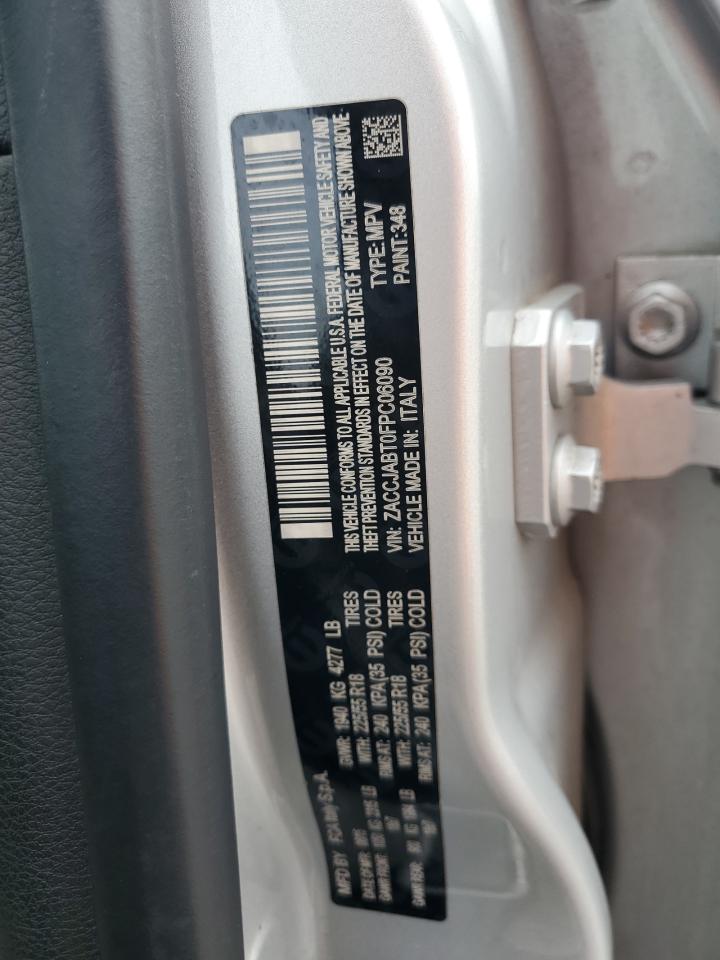 MFD BY FCA Italy S.p.A.
GVWR: 1940 KG 4277 LB
TIRES
WITH: 225/55 R18
RIMS AT: 240 KPA(35 PSI) COLD
TIRES
WITH: 225/55 R18
RIMS AT: 240 KPA(35 PSI) COLD
THIS VEHICLE CONFORMS TO ALL APPLICABLE U.S.A. FEDERAL MOTOR VEHICLE SAFETY AND
THEFT PREVENTION STANDARDS IN EFFECT ON THE DATE OF MANUFACTURE SHOWN ABOVE
VIN: ZACCJABT0FPC06090 TYPE: MPV
VEHICLE MADE IN: ITALY PAINT:348